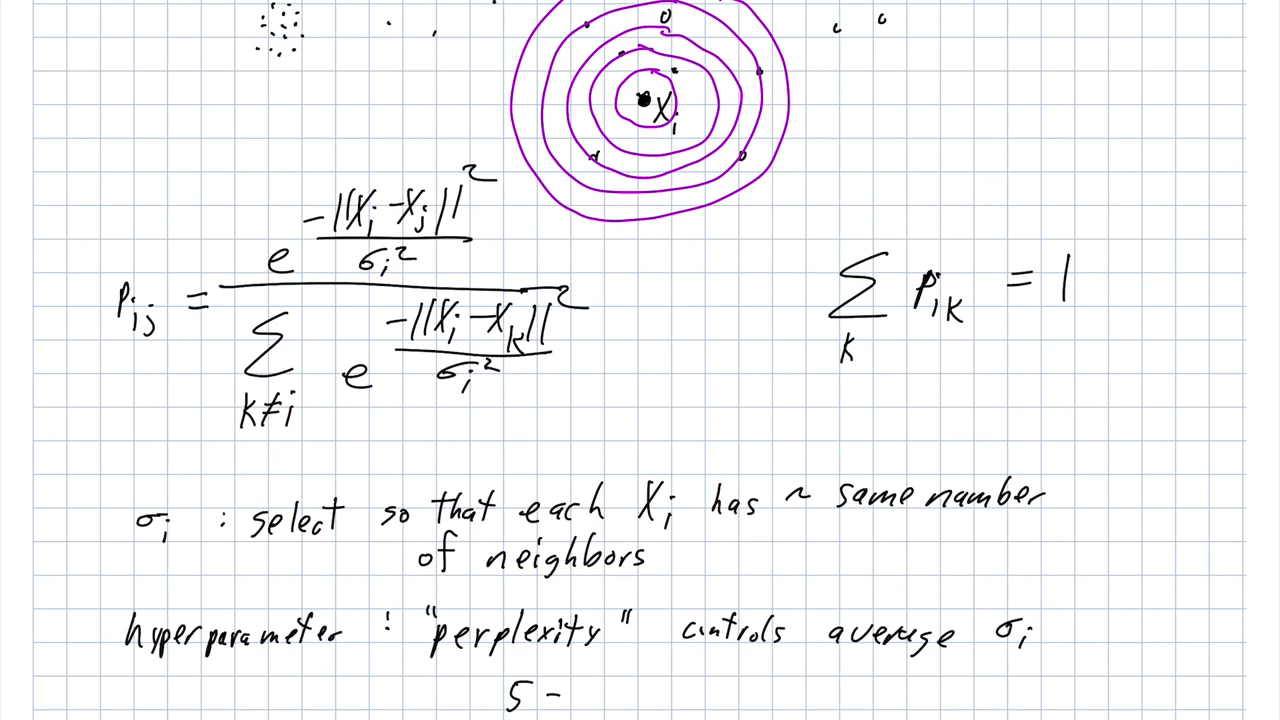 X_i
p_ij = e^(-||X_i - X_j||^2 / σ_i^2) / Σ_{K≠i} e^(-||X_i - X_K||^2 / σ_i^2)
Σ_K p_iK = 1
σ_i : select so that each X_i has ~ same number
of neighbors
hyperparameter : "perplexity" controls average σ_i
5 -